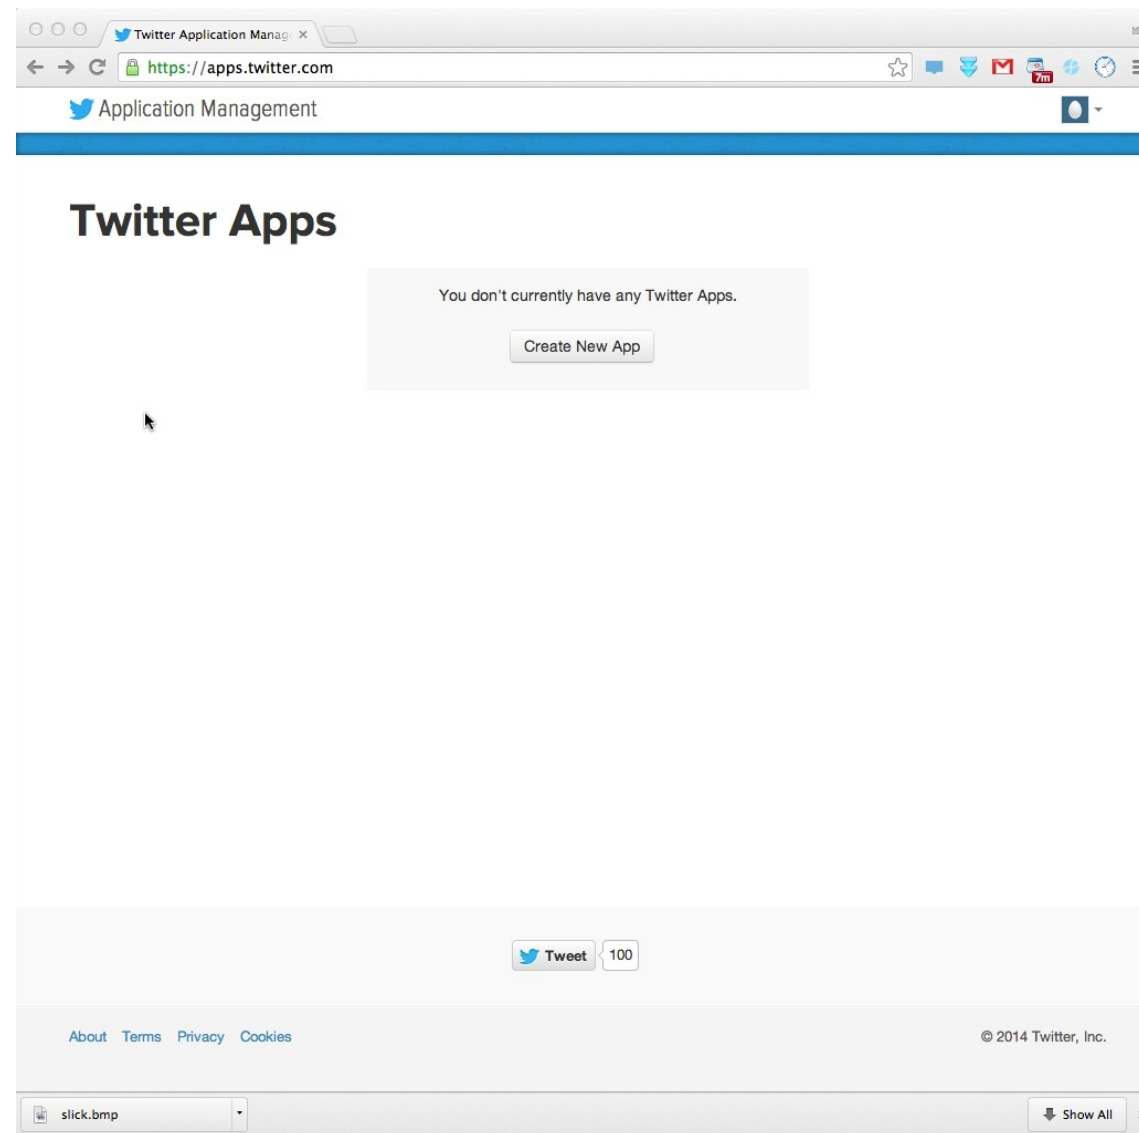 Twitter Application Manag
https://apps.twitter.com
7m
Application Management
Twitter Apps
You don't currently have any Twitter Apps.
Create New App
Tweet 100
About Terms Privacy Cookies © 2014 Twitter, Inc.
slick.bmp Show All